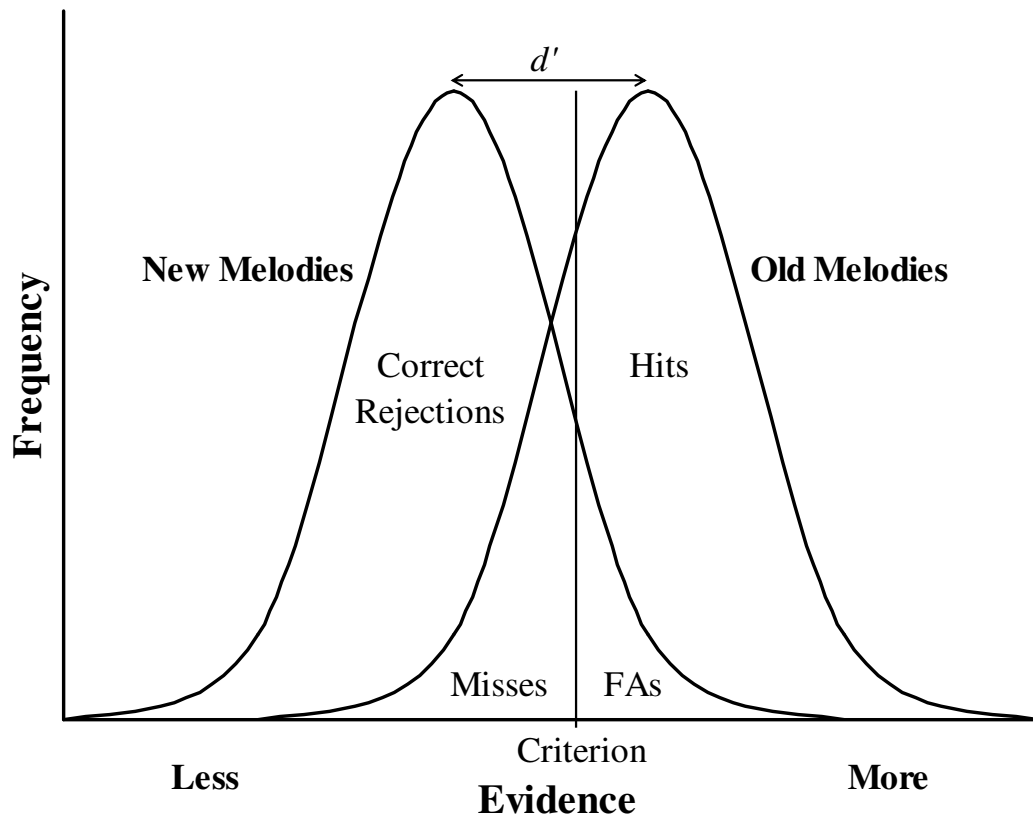 d′
New Melodies
Old Melodies
Correct
Rejections
Hits
Frequency
Misses
FAs
Criterion
Less
More
Evidence